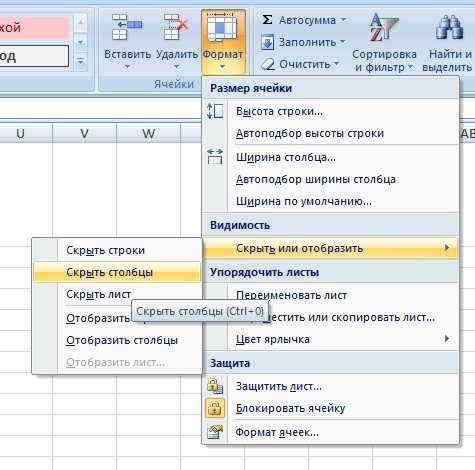 хой
од
Вставить Удалить Формат
Ячейки
Σ Автосумма
Заполнить
Очистить
Сортировка и фильтр
Найти и выделить
U V W AB
Размер ячейки
Высота строки...
Автоподбор высоты строки
Ширина столбца...
Автоподбор ширины столбца
Ширина по умолчанию...
Видимость
Скрыть или отобразить
Скрыть строки
Скрыть столбцы
Скрыть лист
Скрыть столбцы (Ctrl+0)
Отобразить
Отобразить столбцы
Отобразить лист...
Упорядочить листы
Переименовать лист
местить или скопировать лист...
Цвет ярлычка
Защита
Защитить лист...
Блокировать ячейку
Формат ячеек...